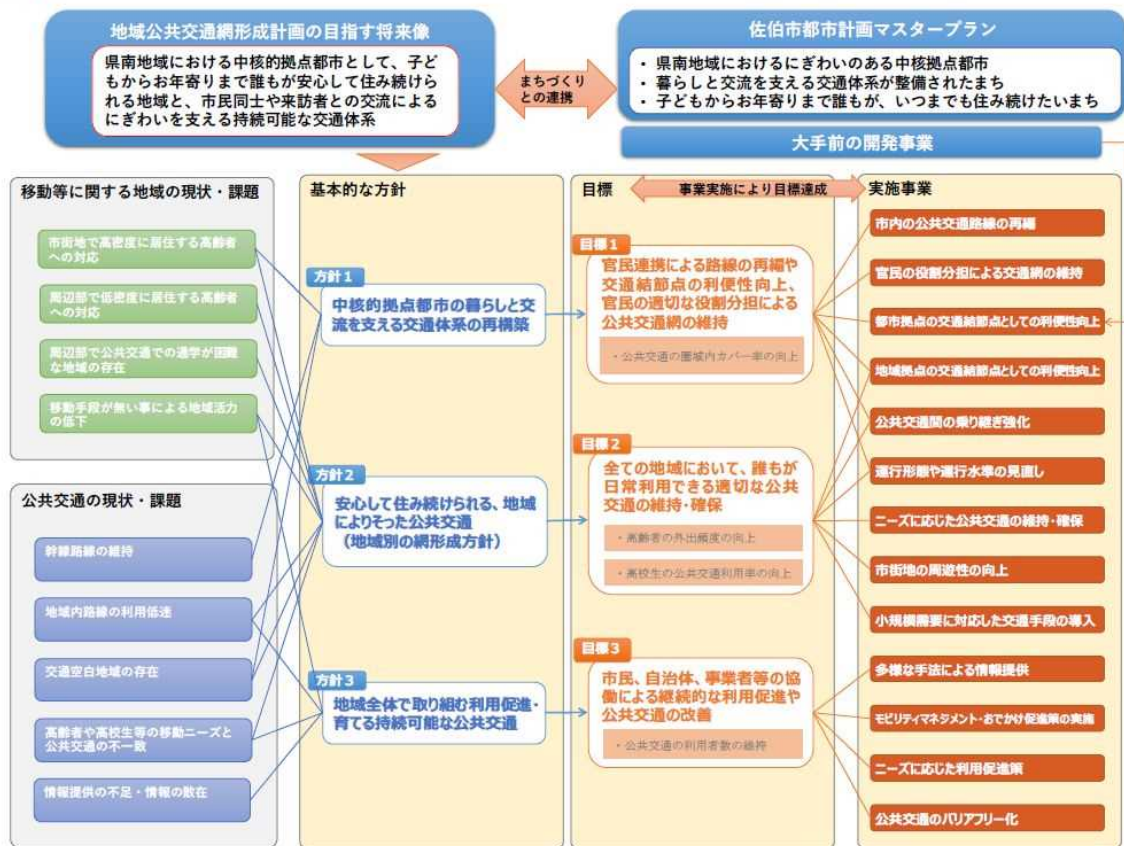 地域公共交通網形成計画の目指す将来像
県南地域における中核的拠点都市として、子ど
もからお年寄りまで誰もが安心して住み続けら
れる地域と、市民同士や来訪者との交流による
にぎわいを支える持続可能な交通体系
まちづくり
との連携
佐伯市都市計画マスタープラン
・ 県南地域におけるにぎわいのある中核拠点都市
・ 暮らしと交流を支える交通体系が整備されたまち
・ 子どもからお年寄りまで誰もが、いつまでも住み続けたいまち
大手前の開発事業
移動等に関する地域の現状・課題
市街地で高密度に居住する高齢者
への対応
周辺部で低密度に居住する高齢者
への対応
周辺部で公共交通での通学が困難
な地域の存在
移動手段が無い事による地域活力
の低下
公共交通の現状・課題
幹線路線の維持
地域内路線の利用低迷
交通空白地域の存在
高齢者や高校生等の移動ニーズと
公共交通の不一致
情報提供の不足・情報の散在
基本的な方針
方針1
中核的拠点都市の暮らしと交
流を支える交通体系の再構築
方針2
安心して住み続けられる、地域
によりそった公共交通
（地域別の網形成方針）
方針3
地域全体で取り組む利用促進・
育てる持続可能な公共交通
目標
事業実施により目標達成
目標1
官民連携による路線の再編や
交通結節点の利便性向上、
官民の適切な役割分担による
公共交通網の維持
・公共交通の圏域内カバー率の向上
目標2
全ての地域において、誰もが
日常利用できる適切な公共
交通の維持・確保
・高齢者の外出頻度の向上
・高校生の公共交通利用率の向上
目標3
市民、自治体、事業者等の協
働による継続的な利用促進や
公共交通の改善
・公共交通の利用者数の維持
実施事業
市内の公共交通路線の再編
官民の役割分担による交通網の維持
都市拠点の交通結節点としての利便性向上
地域拠点の交通結節点としての利便性向上
公共交通間の乗り継ぎ強化
運行形態や運行水準の見直し
ニーズに応じた公共交通の維持・確保
市街地の周遊性の向上
小規模需要に対応した交通手段の導入
多様な手法による情報提供
モビリティマネジメント・おでかけ促進策の実施
ニーズに応じた利用促進策
公共交通のバリアフリー化